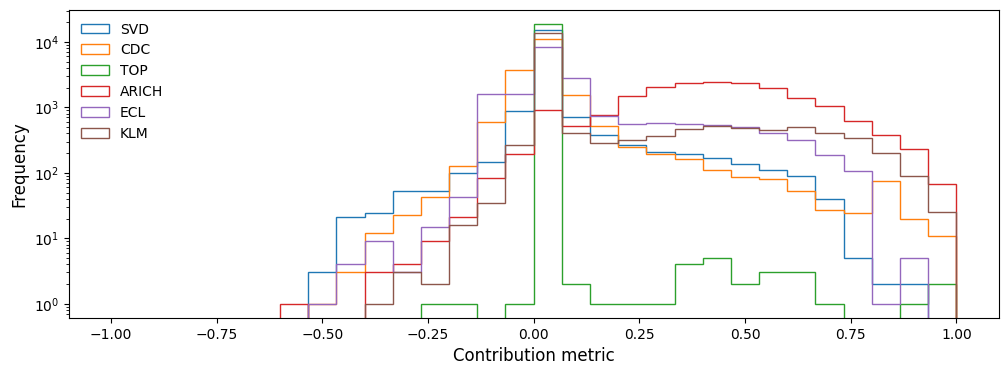 SVD
CDC
TOP
ARICH
ECL
KLM
Frequency
10⁴
10³
10²
10¹
10⁰
−1.00 −0.75 −0.50 −0.25 0.00 0.25 0.50 0.75 1.00
Contribution metric